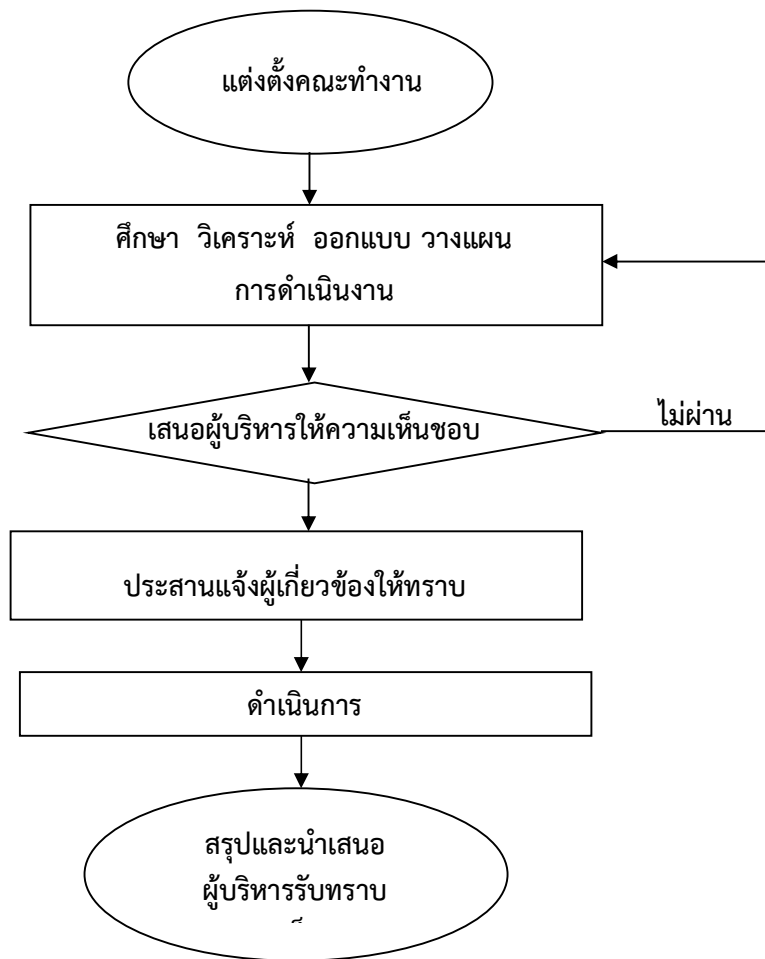 แต่งตั้งคณะทำงาน
ศึกษา วิเคราะห์ ออกแบบ วางแผน
การดำเนินงาน
เสนอผู้บริหารให้ความเห็นชอบ
ไม่ผ่าน
ประสานแจ้งผู้เกี่ยวข้องให้ทราบ
ดำเนินการ
สรุปและนำเสนอ
ผู้บริหารรับทราบ